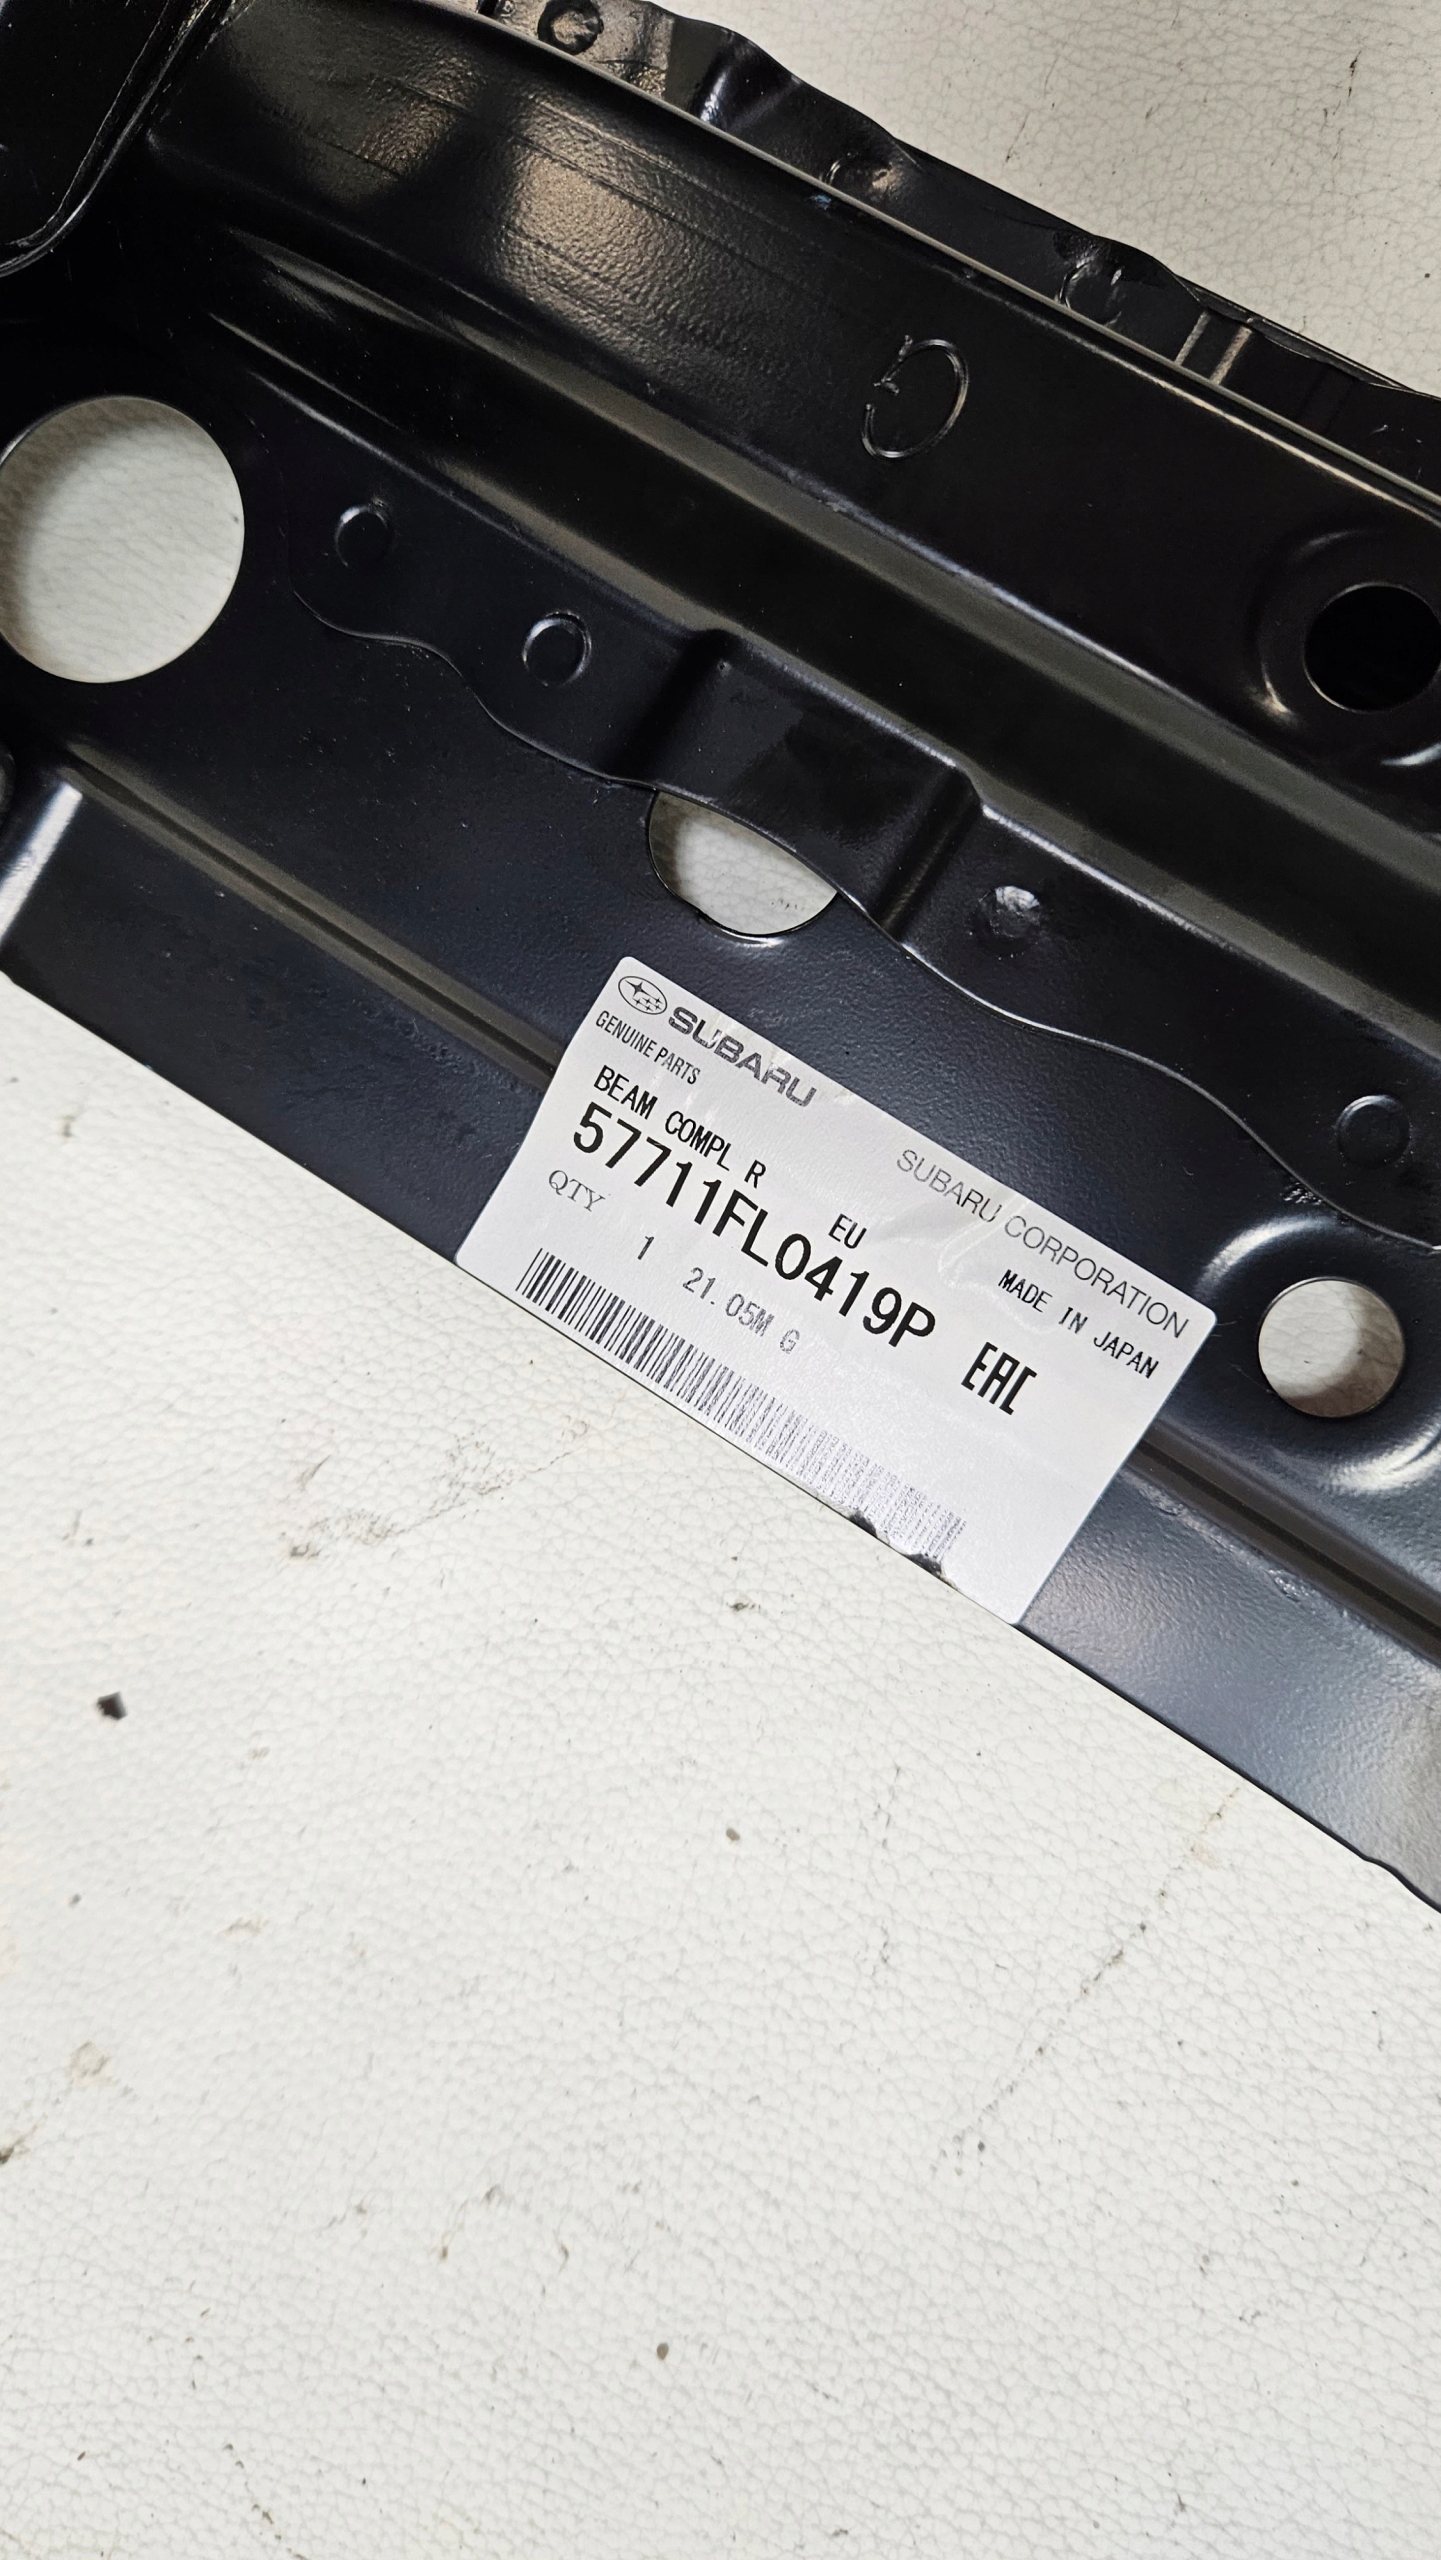 SUBARU
GENUINE PARTS
SUBARU CORPORATION
BEAM COMPL R
EU
MADE IN JAPAN
57711FL0419P
QTY 1
21.05M G
EAC
G